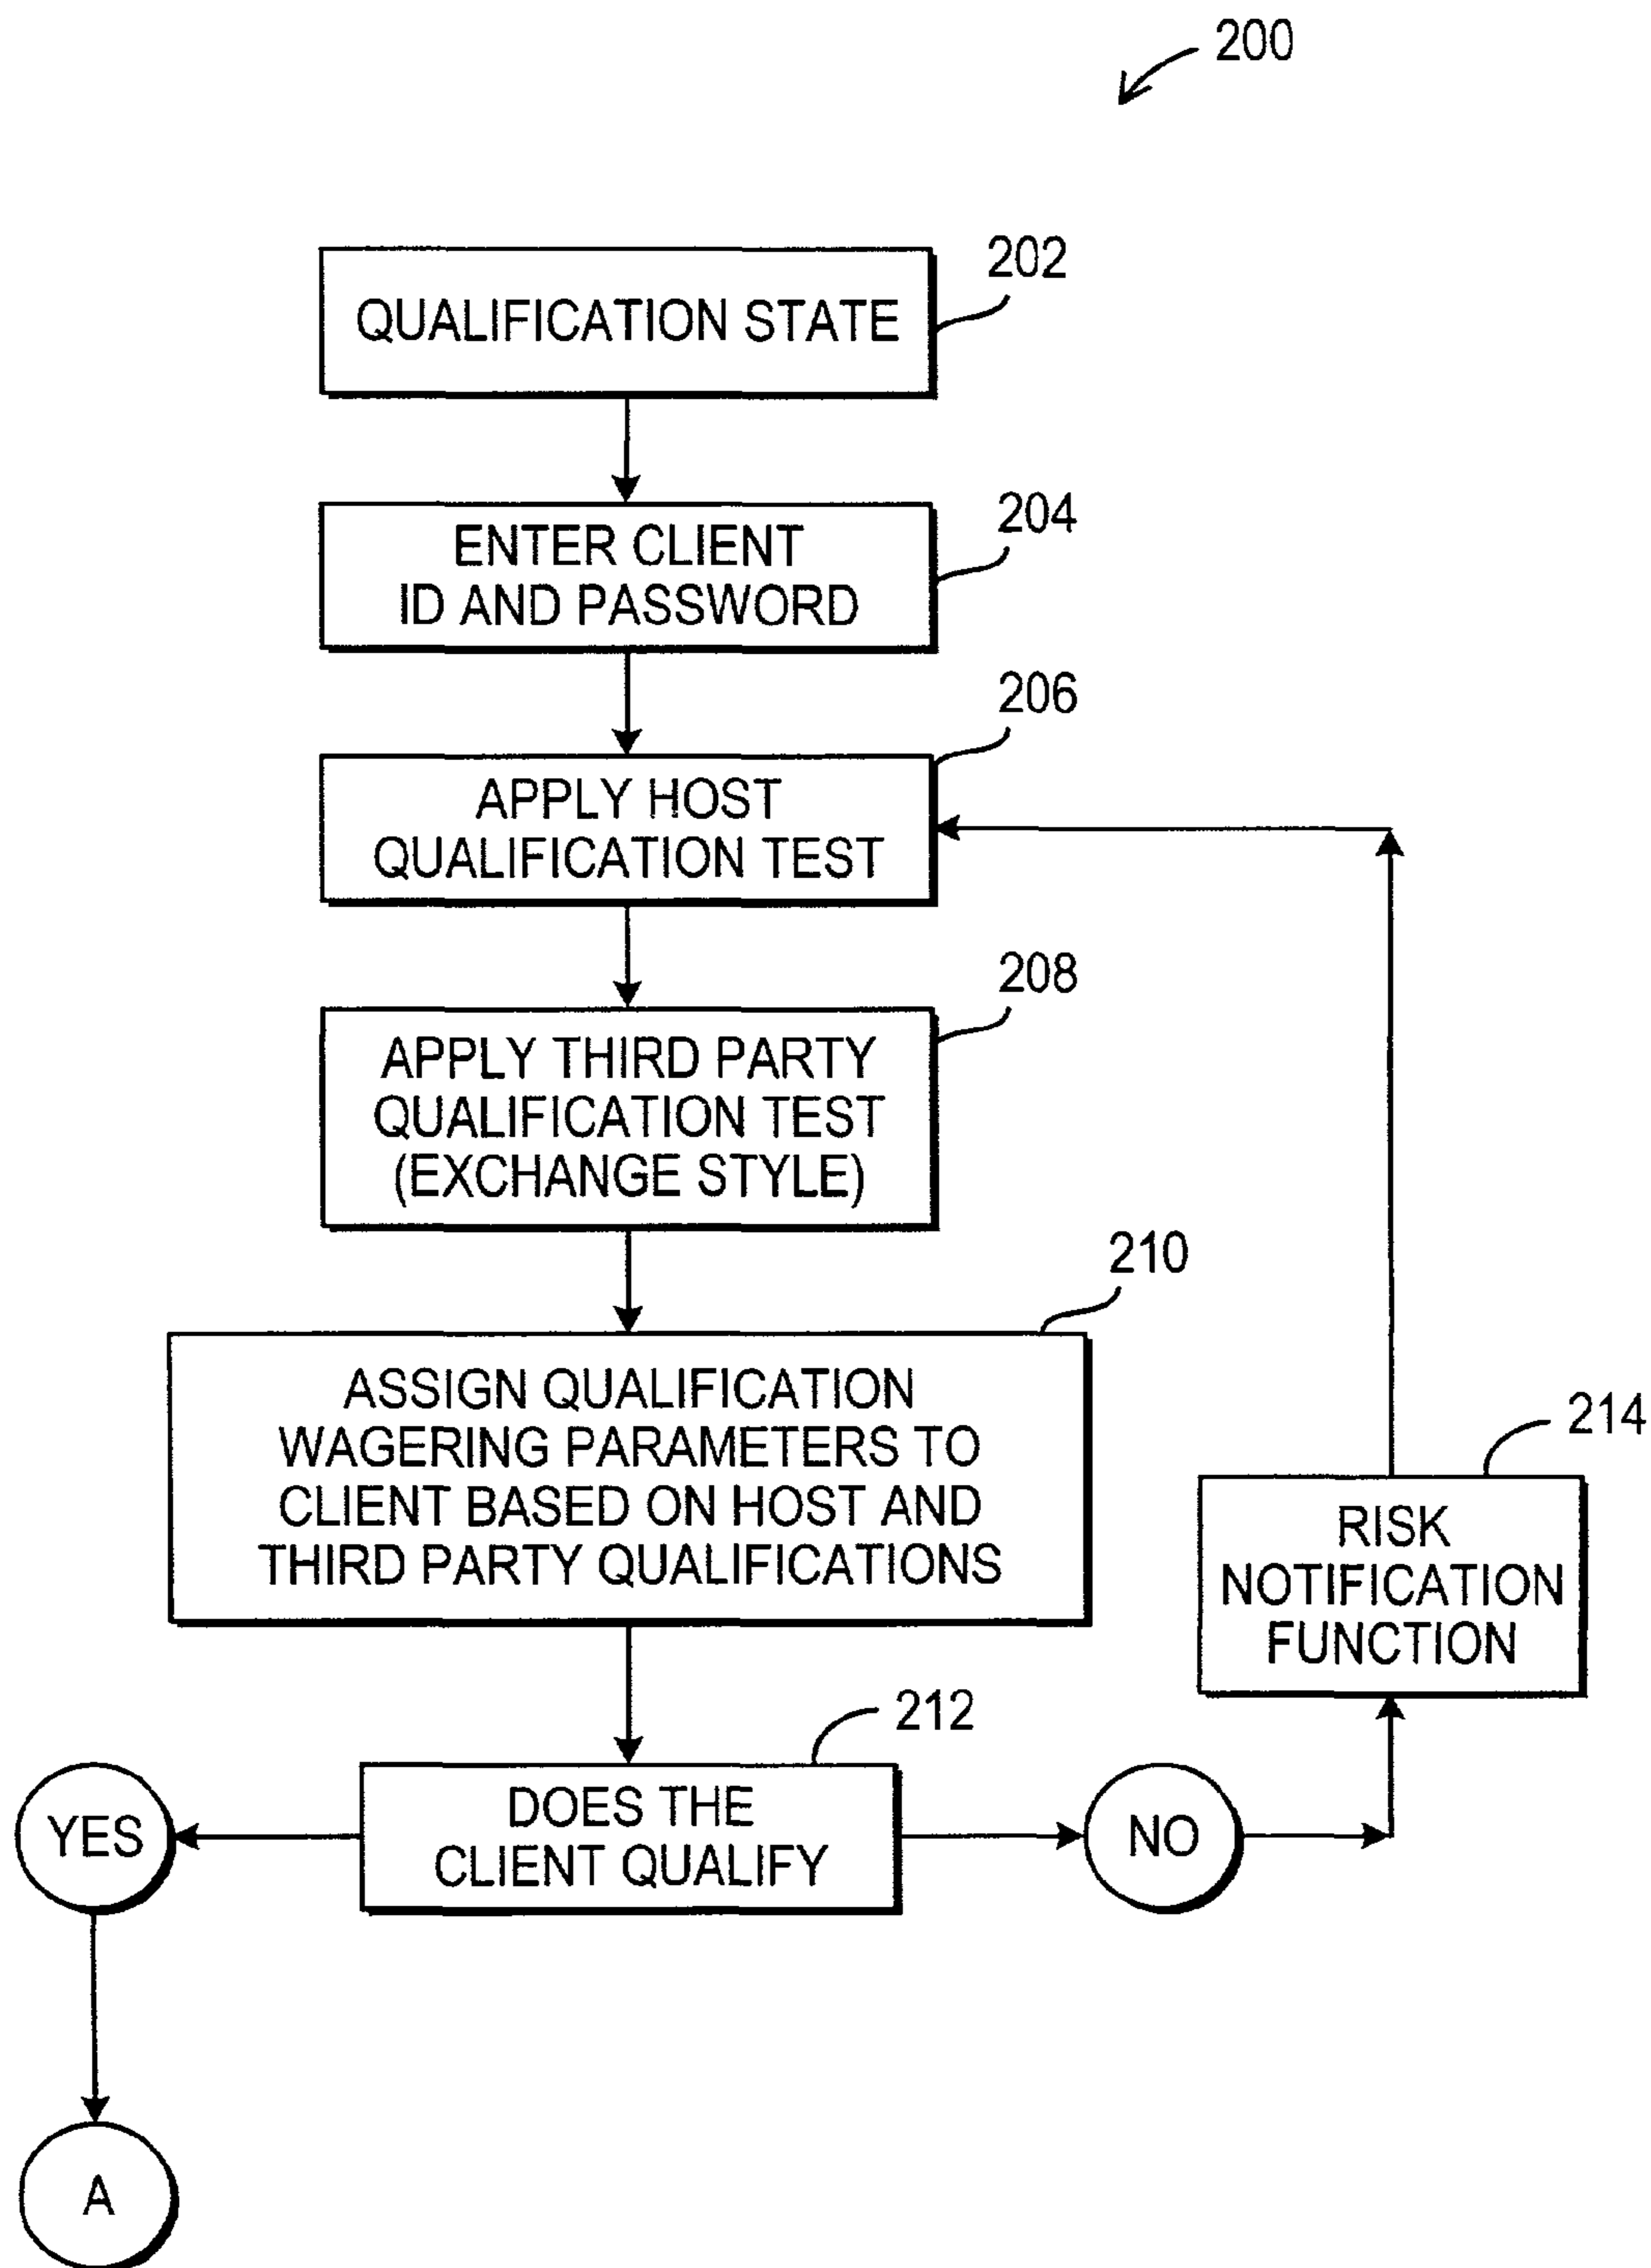 200
202
QUALIFICATION STATE
204
ENTER CLIENT
ID AND PASSWORD
206
APPLY HOST
QUALIFICATION TEST
208
APPLY THIRD PARTY
QUALIFICATION TEST
(EXCHANGE STYLE)
210
ASSIGN QUALIFICATION
WAGERING PARAMETERS TO
CLIENT BASED ON HOST AND
THIRD PARTY QUALIFICATIONS
214
RISK
NOTIFICATION
FUNCTION
212
DOES THE
CLIENT QUALIFY
YES
NO
A